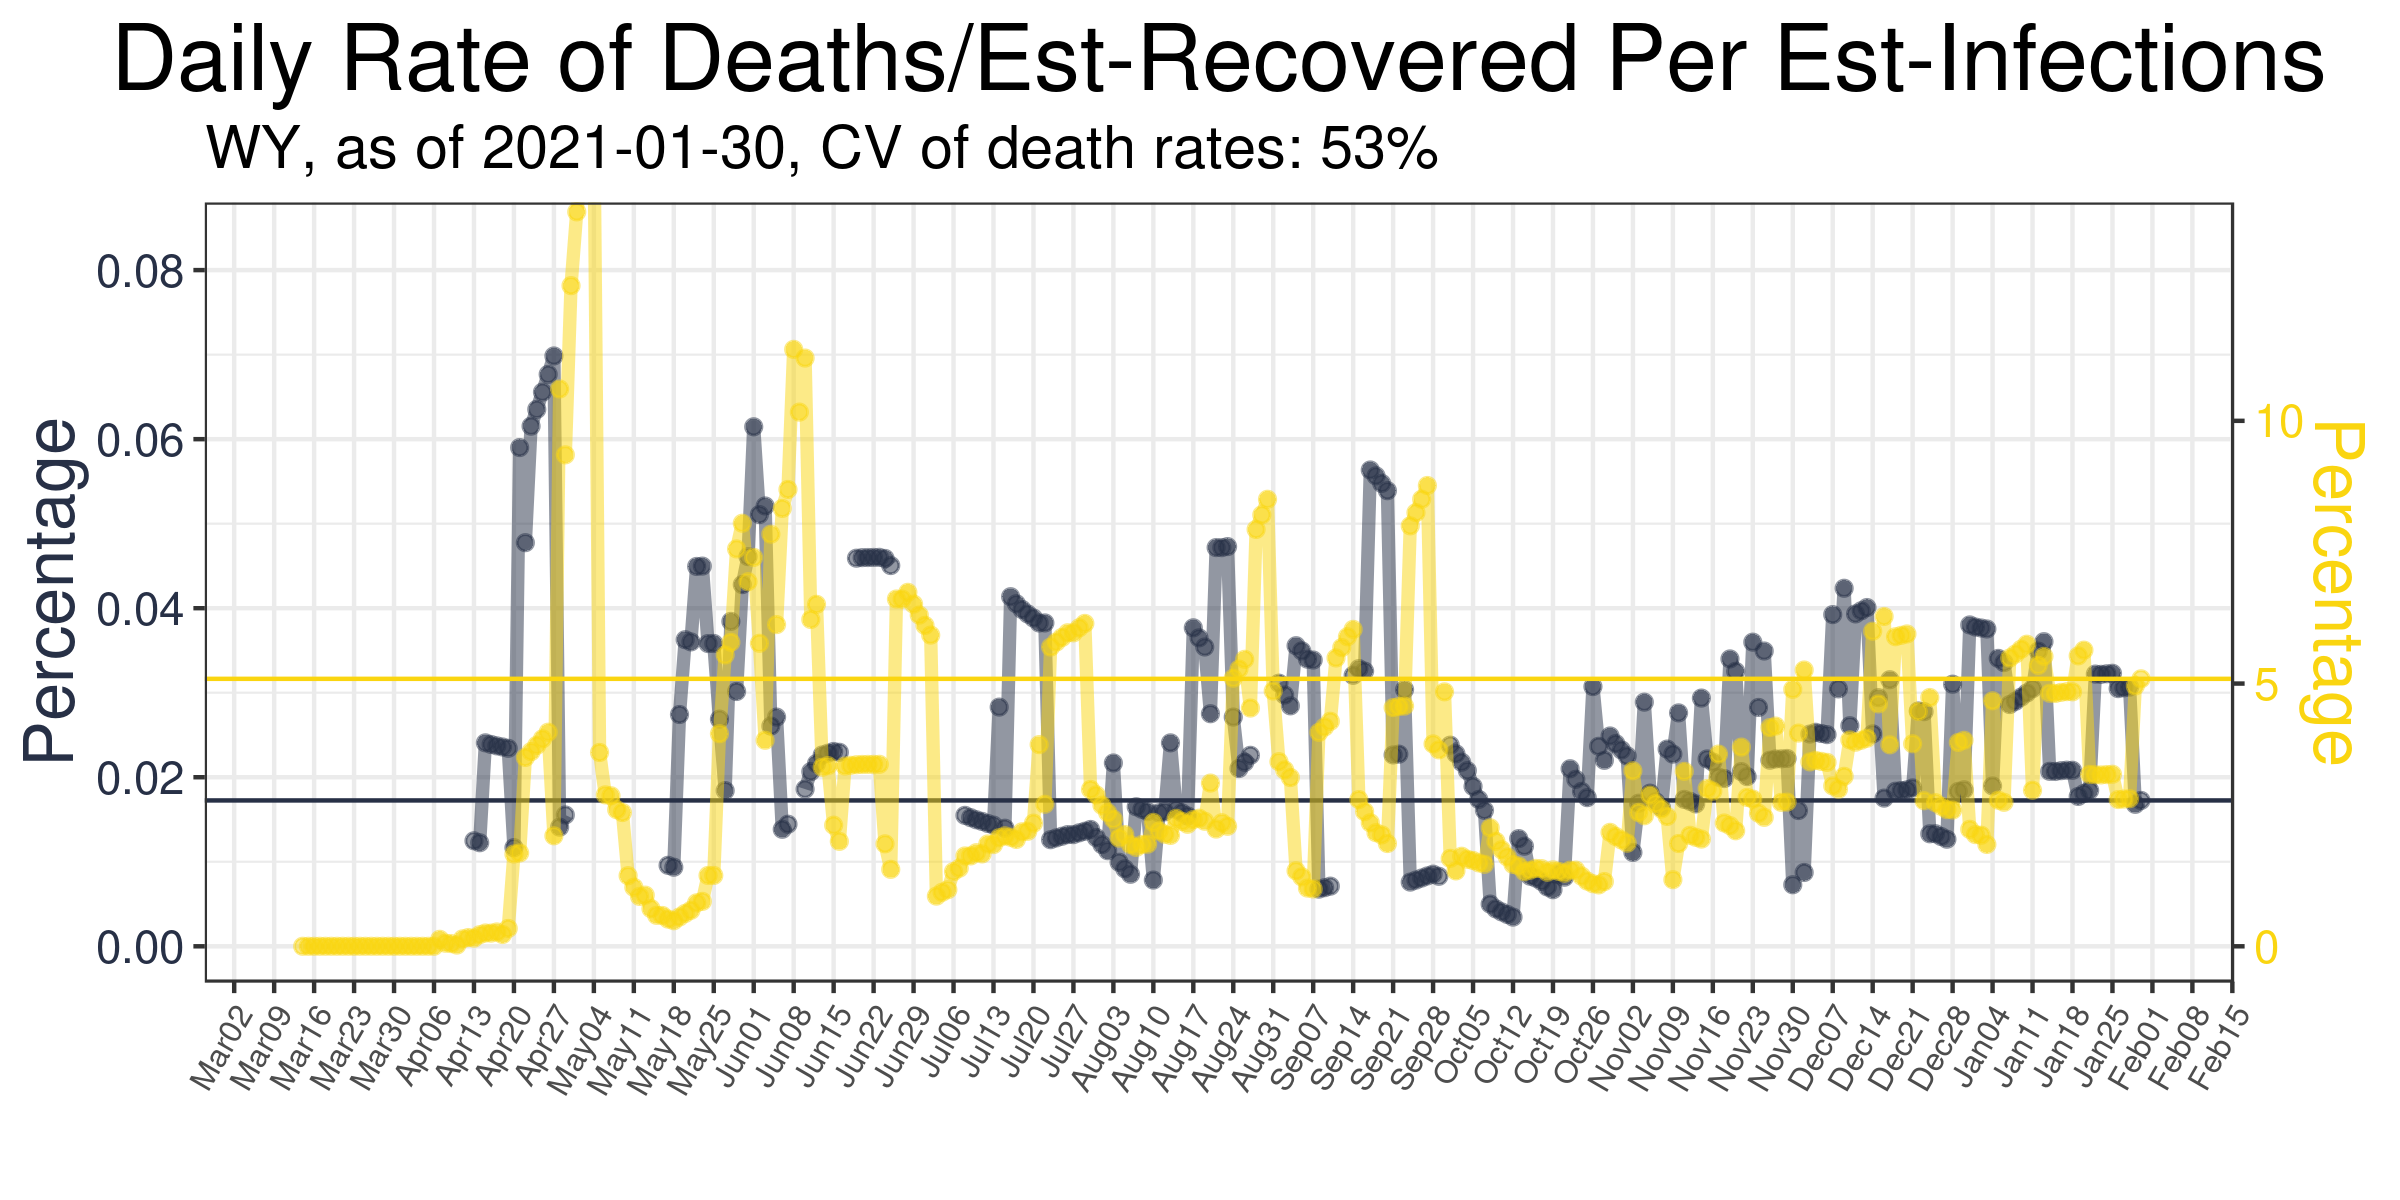 Daily Rate of Deaths/Est-Recovered Per Est-Infections
WY, as of 2021-01-30, CV of death rates: 53%
Percentage
0.08
0.06
0.04
0.02
0.00
10
5
0
Percentage
Mar02
Mar09
Mar16
Mar23
Mar30
Apr06
Apr13
Apr20
Apr27
May04
May11
May18
May25
Jun01
Jun08
Jun15
Jun22
Jun29
Jul06
Jul13
Jul20
Jul27
Aug03
Aug10
Aug17
Aug24
Aug31
Sep07
Sep14
Sep21
Sep28
Oct05
Oct12
Oct19
Oct26
Nov02
Nov09
Nov16
Nov23
Nov30
Dec07
Dec14
Dec21
Dec28
Jan04
Jan11
Jan18
Jan25
Feb01
Feb08
Feb15